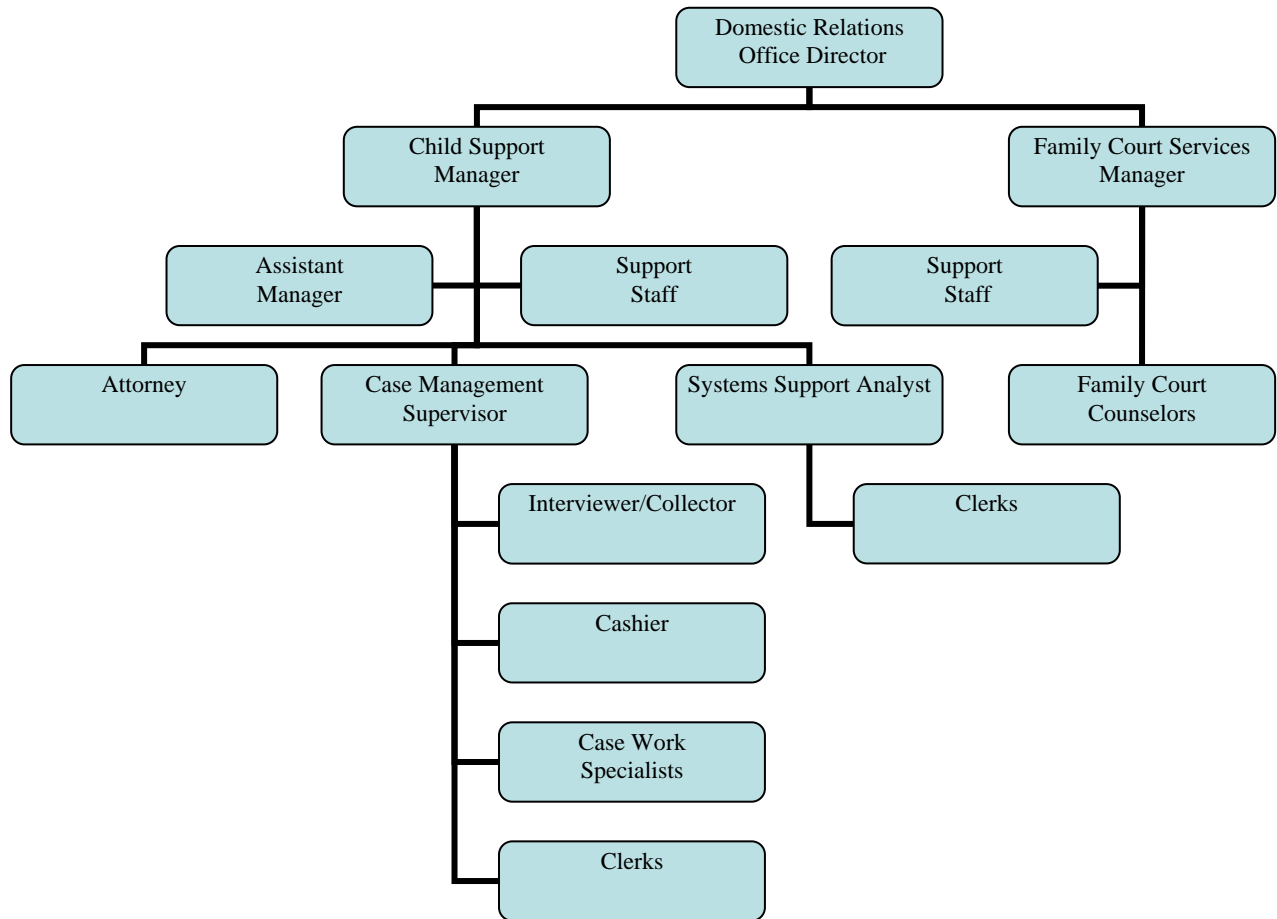 Domestic Relations
Office Director
Child Support
Manager
Family Court Services
Manager
Assistant
Manager
Support
Staff
Support
Staff
Attorney
Case Management
Supervisor
Systems Support Analyst
Family Court
Counselors
Interviewer/Collector
Clerks
Cashier
Case Work
Specialists
Clerks